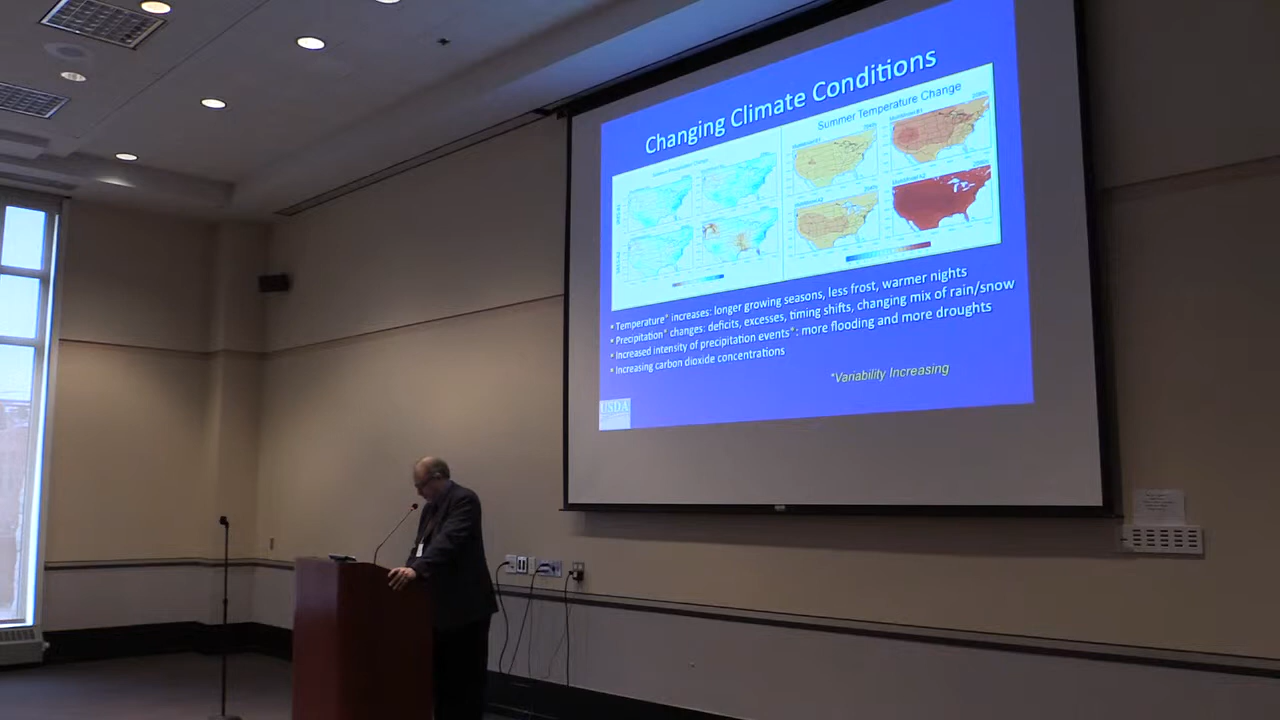 Changing Climate Conditions
Summer Temperature Change
• Temperature* increases: longer growing seasons, less frost, warmer nights
• Precipitation* changes: deficits, excesses, timing shifts, changing mix of rain/snow
• Increased intensity of precipitation events*: more flooding and more droughts
• Increasing carbon dioxide concentrations
*Variability Increasing
USDA